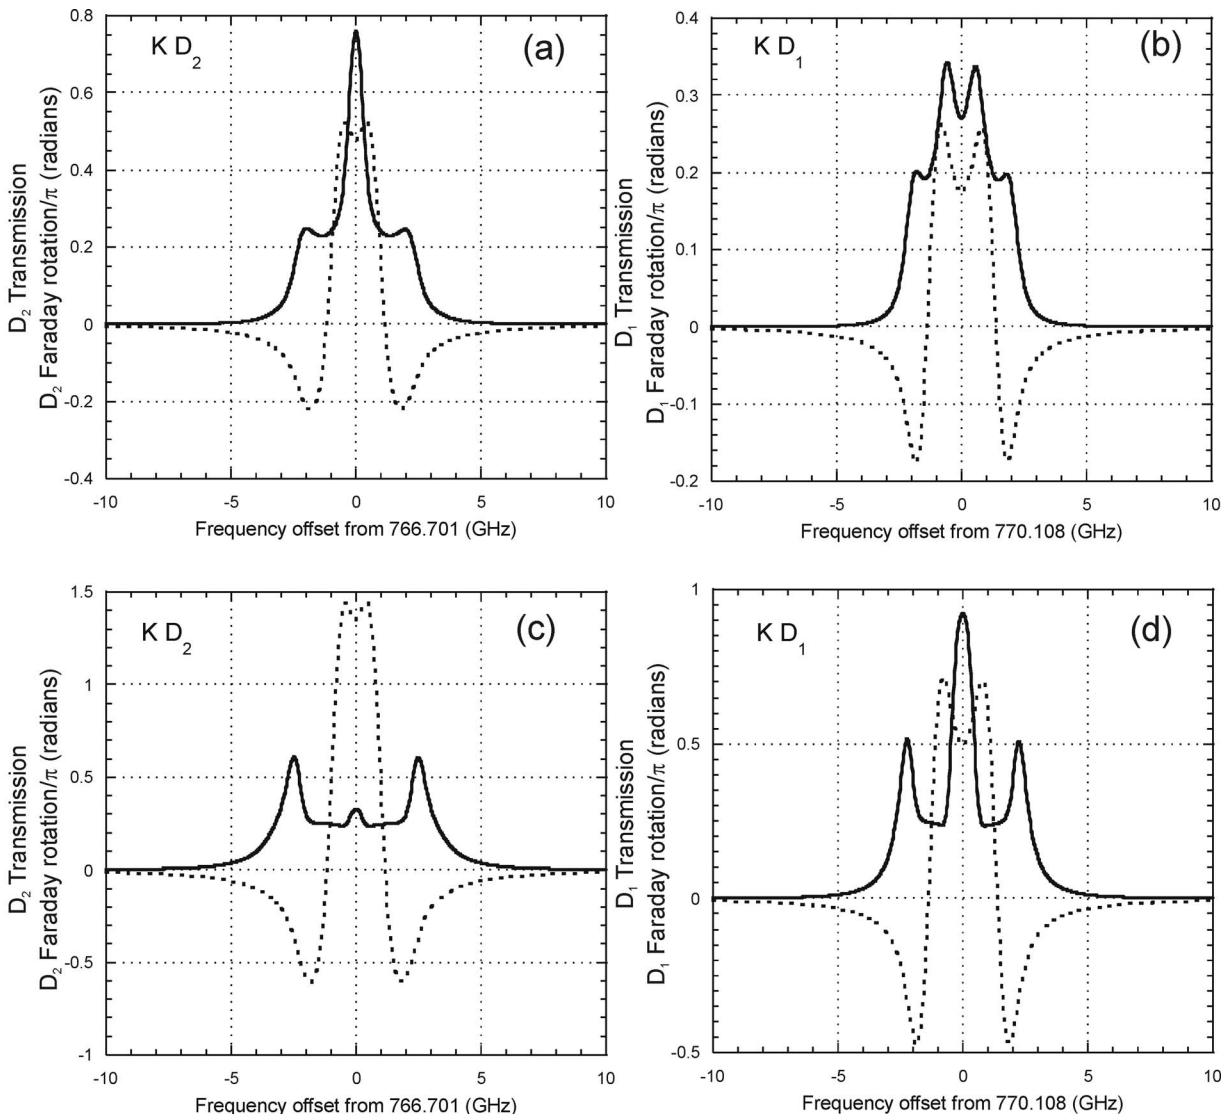 K D₂
(a)
D₂ Transmission
D₂ Faraday rotation/π (radians)
0.8
0.6
0.4
0.2
0
-0.2
-0.4
-10
-5
0
5
10
Frequency offset from 766.701 (GHz)
K D₁
(b)
D₁ Transmission
D₁ Faraday rotation/π (radians)
0.4
0.3
0.2
0.1
0
-0.1
-0.2
-10
-5
0
5
10
Frequency offset from 770.108 (GHz)
K D₂
(c)
D₂ Transmission
D₂ Faraday rotation/π (radians)
1.5
1
0.5
0
-0.5
-1
-10
-5
0
5
10
Frequency offset from 766.701 (GHz)
K D₁
(d)
D₁ Transmission
D₁ Faraday rotation/π (radians)
1
0.5
0
-0.5
-10
-5
0
5
10
Frequency offset from 770.108 (GHz)